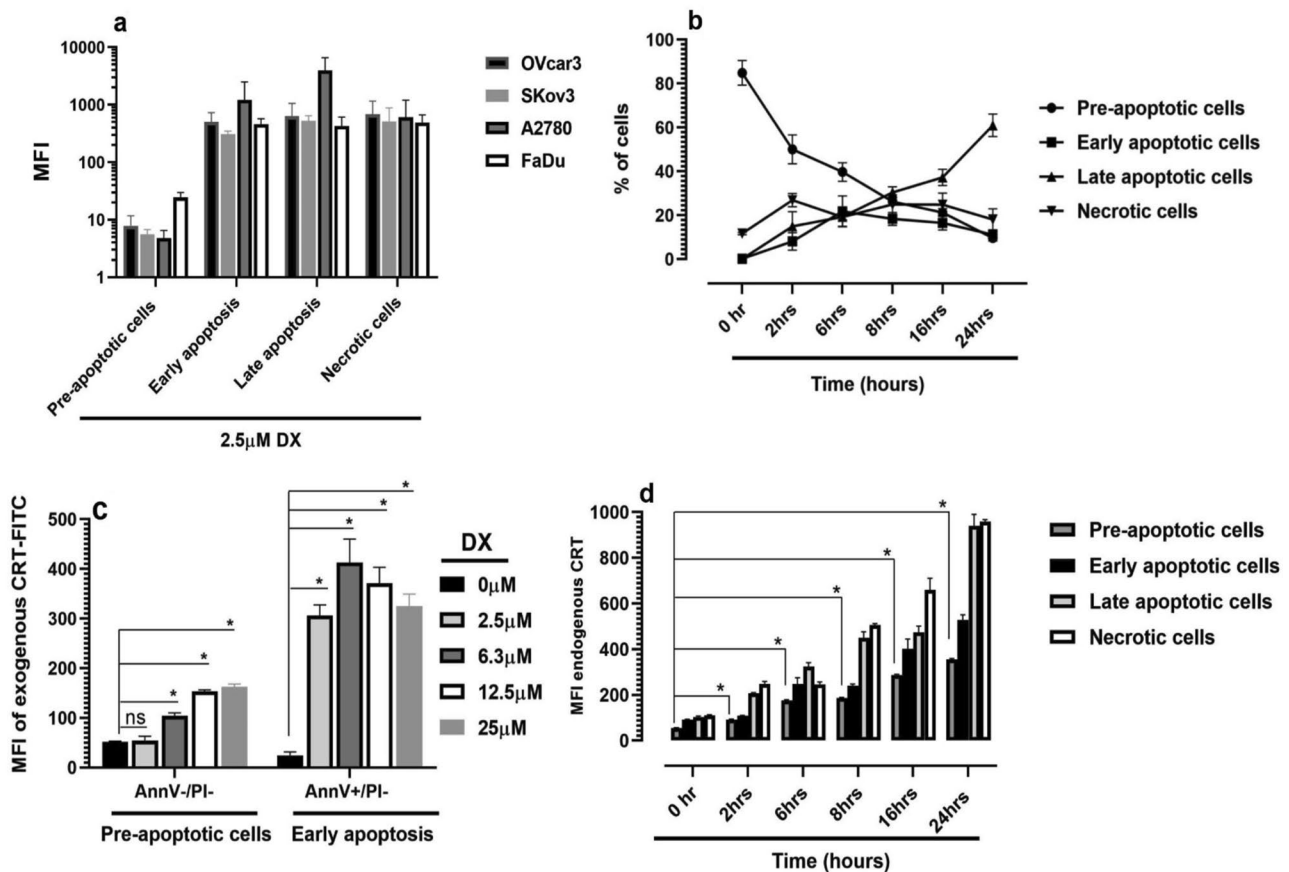 a
MFI
10000
1000
100
10
1
Pre-apoptotic cells
Early apoptosis
Late apoptosis
Necrotic cells
2.5μM DX
OVcar3
SKov3
A2780
FaDu
b
% of cells
100
80
60
40
20
0
0 hr
2hrs
6hrs
8hrs
16hrs
24hrs
Time (hours)
Pre-apoptotic cells
Early apoptotic cells
Late apoptotic cells
Necrotic cells
c
MFI of exogenous CRT-FITC
500
400
300
200
100
0
ns
*
*
*
*
*
*
*
AnnV-/PI-
AnnV+/PI-
Pre-apoptotic cells
Early apoptosis
DX
0μM
2.5μM
6.3μM
12.5μM
25μM
d
MFI endogenous CRT
1000
800
600
400
200
0
*
*
*
*
*
0 hr
2hrs
6hrs
8hrs
16hrs
24hrs
Time (hours)
Pre-apoptotic cells
Early apoptotic cells
Late apoptotic cells
Necrotic cells